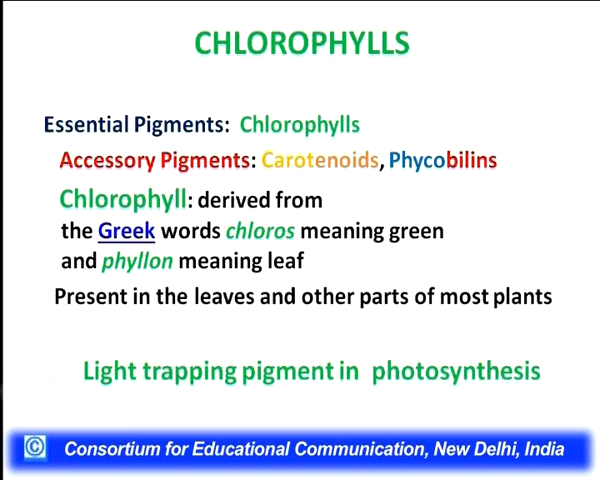 CHLOROPHYLLS
Essential Pigments: Chlorophylls
Accessory Pigments: Carotenoids, Phycobilins
Chlorophyll: derived from
the Greek words chloros meaning green
and phyllon meaning leaf
Present in the leaves and other parts of most plants
Light trapping pigment in photosynthesis
© Consortium for Educational Communication, New Delhi, India